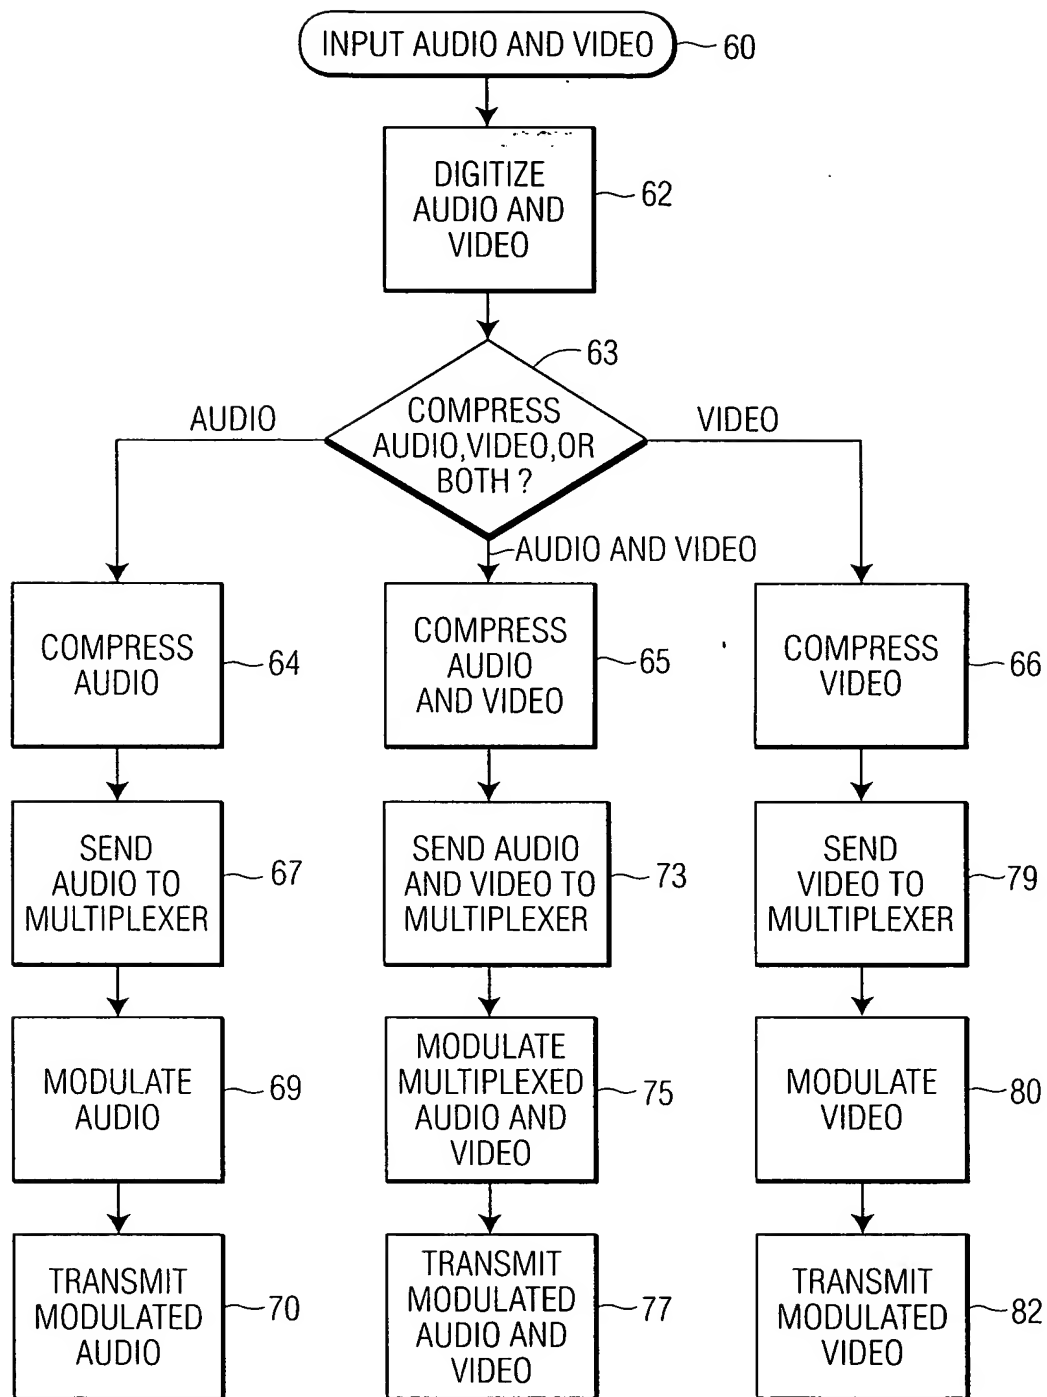 INPUT AUDIO AND VIDEO
60
DIGITIZE
AUDIO AND
VIDEO
62
63
COMPRESS
AUDIO,VIDEO,OR
BOTH ?
AUDIO
VIDEO
AUDIO AND VIDEO
COMPRESS
AUDIO
64
COMPRESS
AUDIO
AND VIDEO
65
COMPRESS
VIDEO
66
SEND
AUDIO TO
MULTIPLEXER
67
SEND AUDIO
AND VIDEO TO
MULTIPLEXER
73
SEND
VIDEO TO
MULTIPLEXER
79
MODULATE
AUDIO
69
MODULATE
MULTIPLEXED
AUDIO AND
VIDEO
75
MODULATE
VIDEO
80
TRANSMIT
MODULATED
AUDIO
70
TRANSMIT
MODULATED
AUDIO AND
VIDEO
77
TRANSMIT
MODULATED
VIDEO
82